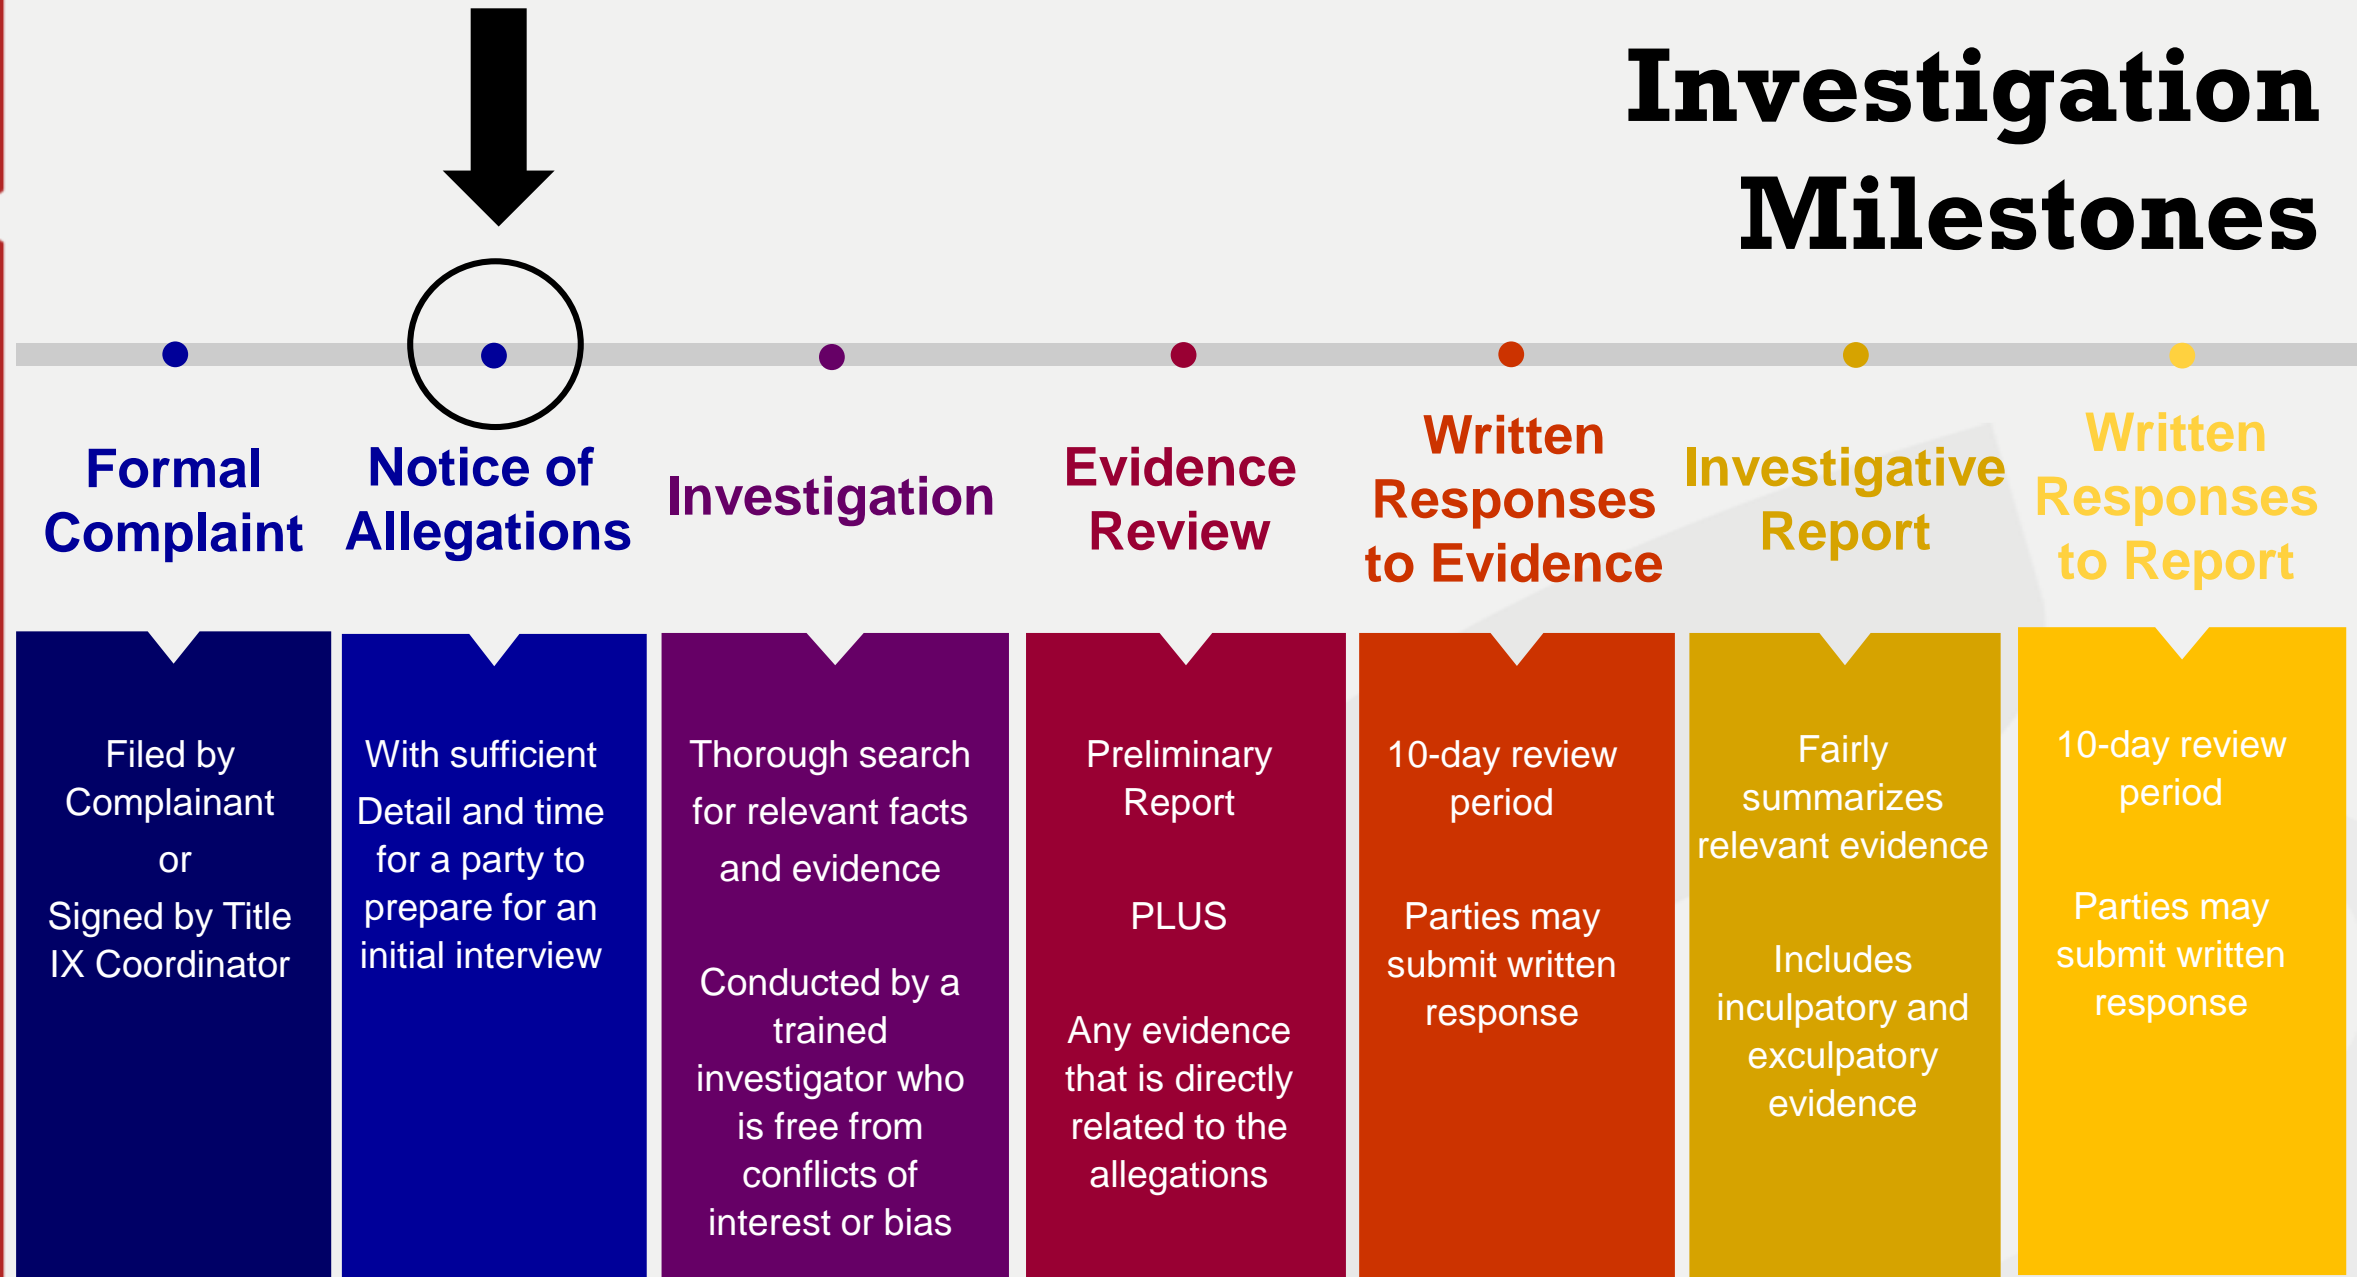 Investigation
Milestones
Formal
Complaint
Notice of
Allegations
Investigation
Evidence
Review
Written
Responses
to Evidence
Investigative
Report
Written
Responses
to Report
Filed by
Complainant
or
Signed by Title
IX Coordinator
With sufficient
Detail and time
for a party to
prepare for an
initial interview
Thorough search
for relevant facts
and evidence
Conducted by a
trained
investigator who
is free from
conflicts of
interest or bias
Preliminary
Report
PLUS
Any evidence
that is directly
related to the
allegations
10-day review
period
Parties may
submit written
response
Fairly
summarizes
relevant evidence
Includes
inculpatory and
exculpatory
evidence
10-day review
period
Parties may
submit written
response